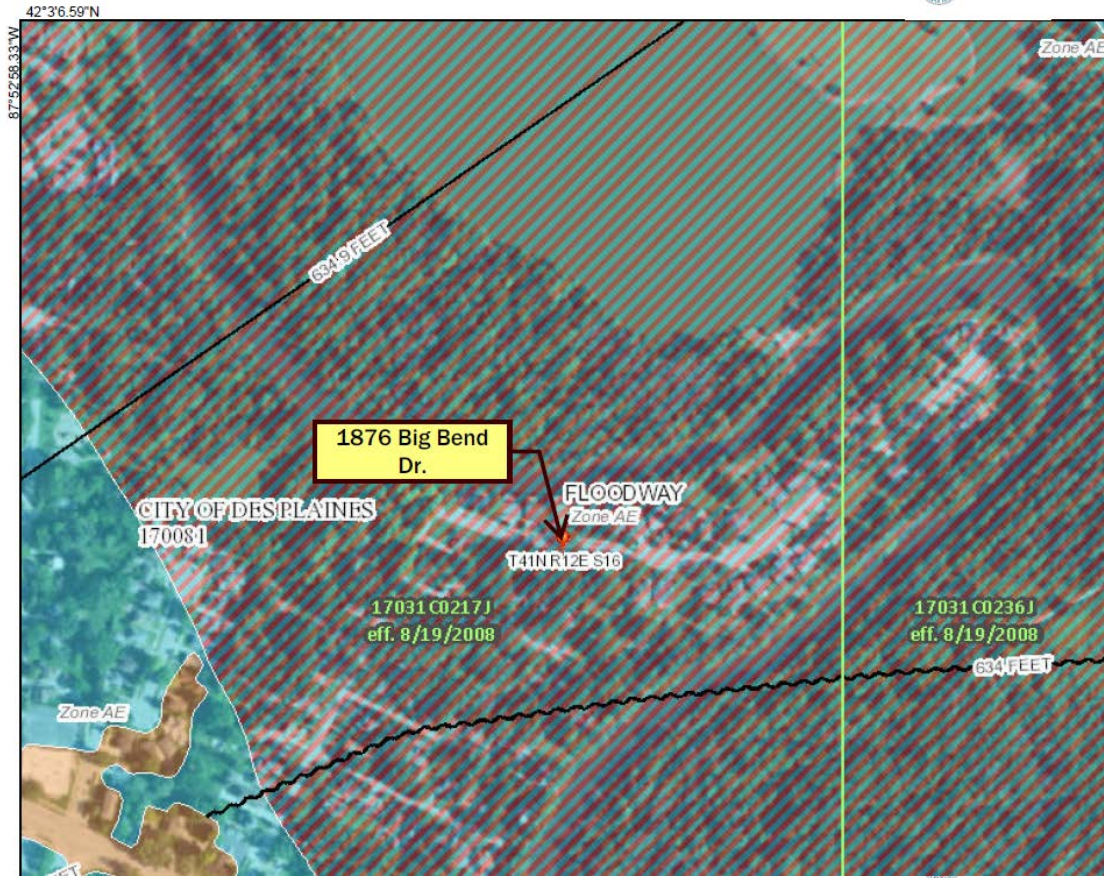 42°3'6.59"N
87°52'58.33"W
Zone AE
634.9 FEET
1876 Big Bend
Dr.
FLOODWAY
Zone AE
CITY OF DES PLAINES
170081
T41N R12E S16
17031C0217J
eff. 8/19/2008
17031C0236J
eff. 8/19/2008
634 FEET
Zone AE